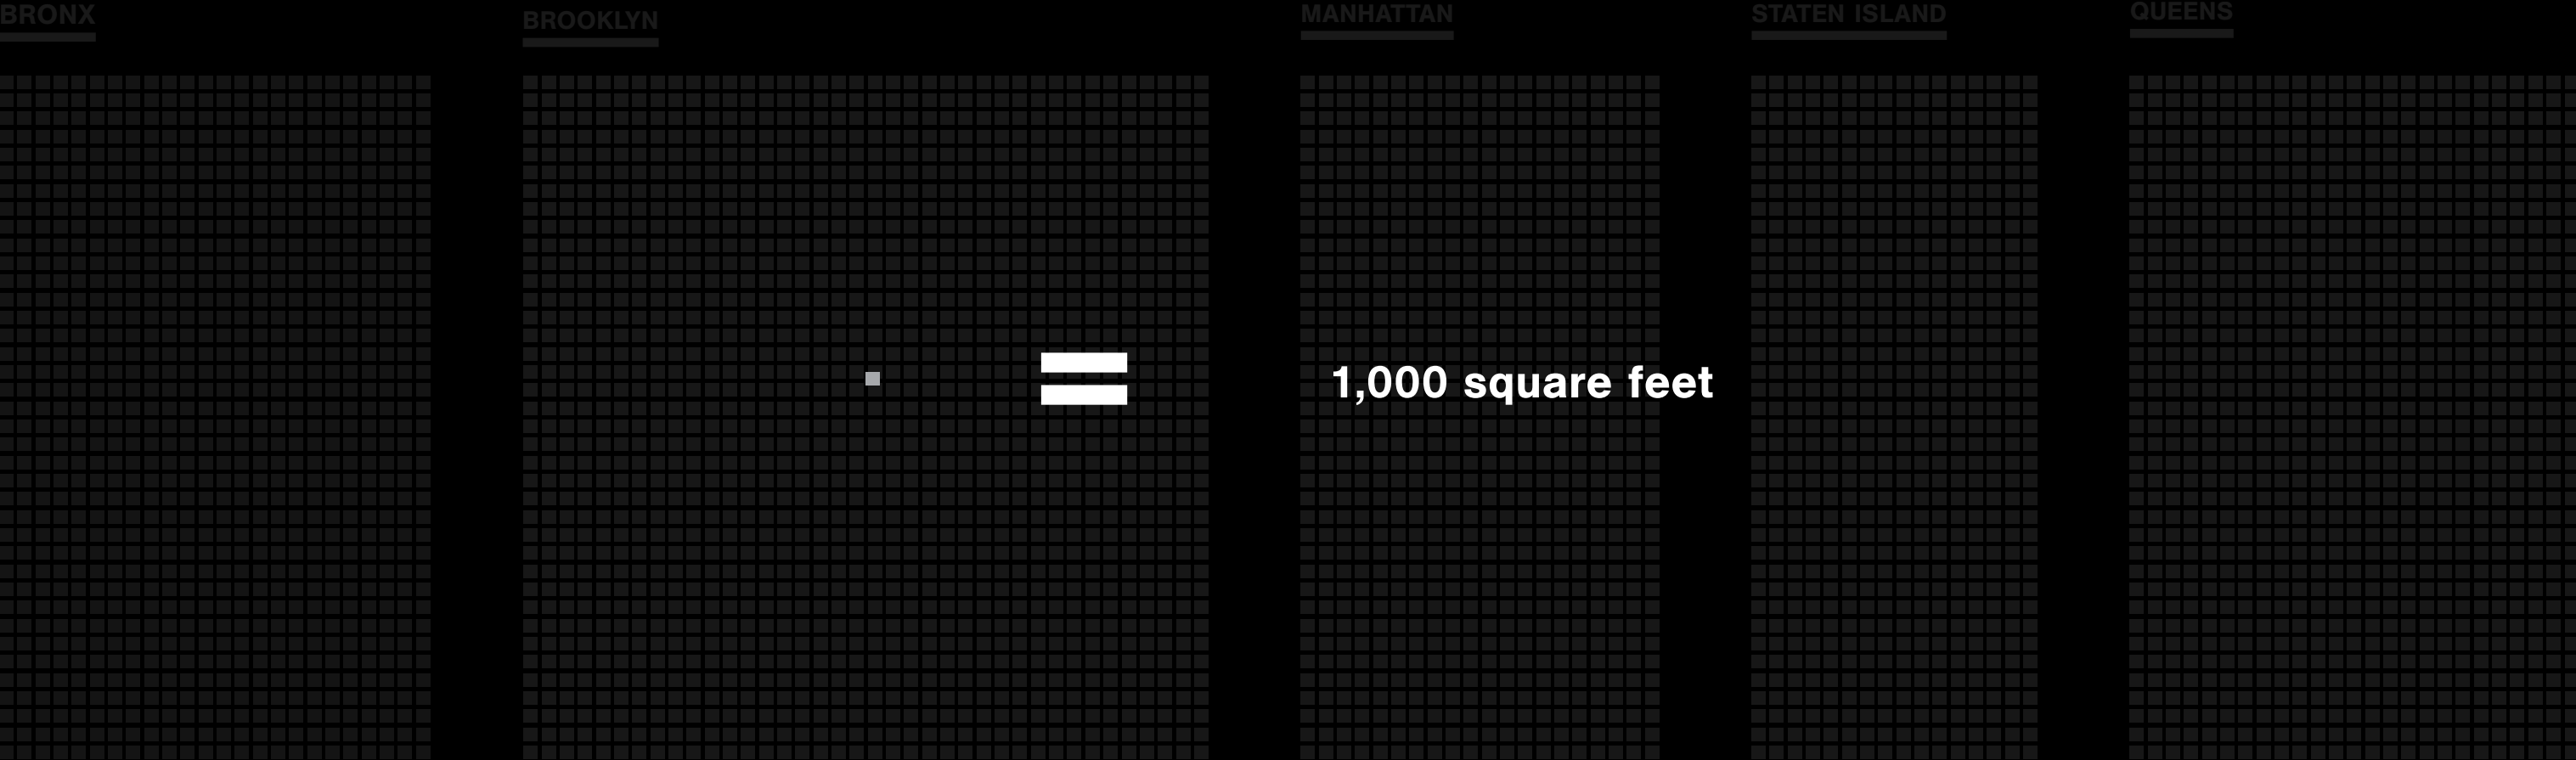 BRONX
BROOKLYN
MANHATTAN
STATEN ISLAND
QUEENS
= 1,000 square feet